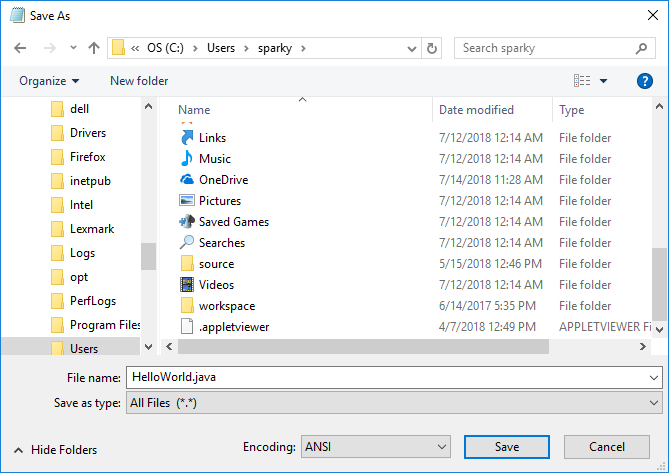 Save As
« OS (C:) › Users › sparky ›
Search sparky
Organize
New folder
?
dell
Drivers
Firefox
inetpub
Intel
Lexmark
Logs
opt
PerfLogs
Program Files
Users
Name Date modified Type
Links 7/12/2018 12:14 AM File folder
Music 7/12/2018 12:14 AM File folder
OneDrive 7/14/2018 11:28 AM File folder
Pictures 7/12/2018 12:14 AM File folder
Saved Games 7/12/2018 12:14 AM File folder
Searches 7/12/2018 12:14 AM File folder
source 5/15/2018 12:46 PM File folder
Videos 7/12/2018 12:14 AM File folder
workspace 6/14/2017 5:35 PM File folder
.appletviewer 4/7/2018 12:49 PM APPLETVIEWER Fi
File name: HelloWorld.java
Save as type: All Files (*.*)
Hide Folders
Encoding: ANSI
Save
Cancel